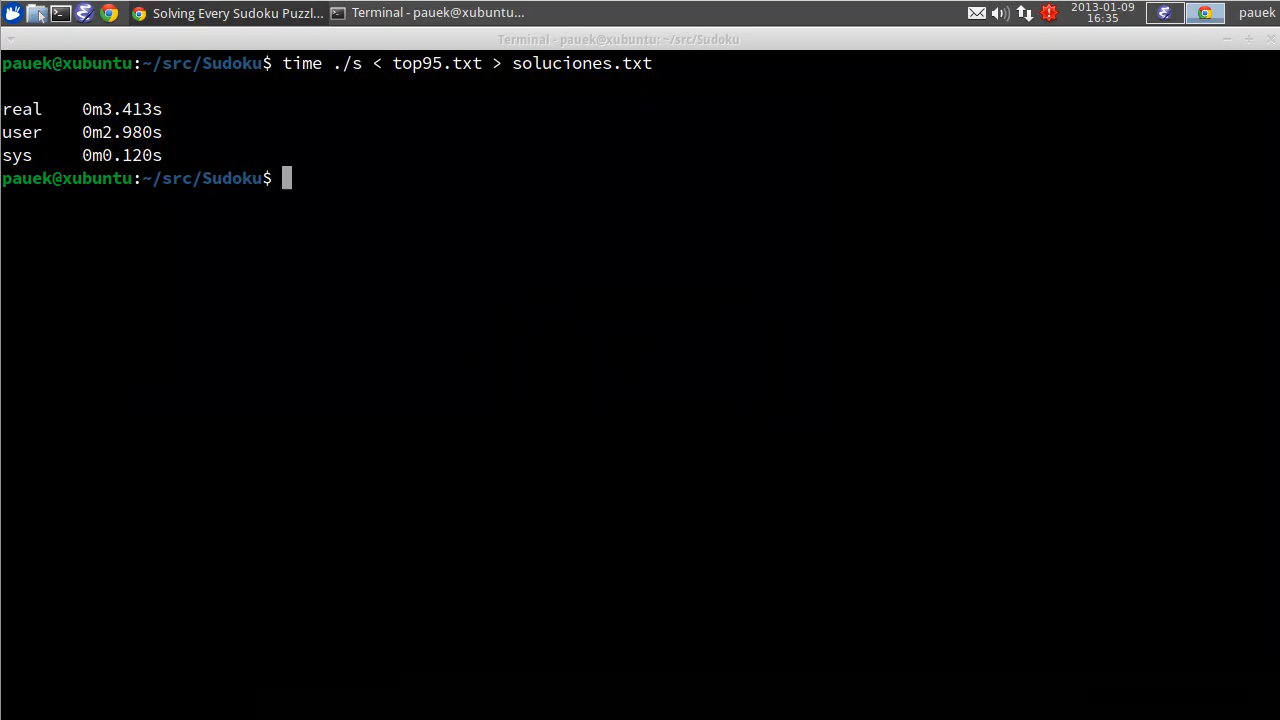 Solving Every Sudoku Puzzl...
Terminal - pauek@xubuntu...
2013-01-09
16:35
pauek
Terminal - pauek@xubuntu: ~/src/Sudoku
pauek@xubuntu:~/src/Sudoku$ time ./s < top95.txt > soluciones.txt
real 0m3.413s
user 0m2.980s
sys 0m0.120s
pauek@xubuntu:~/src/Sudoku$